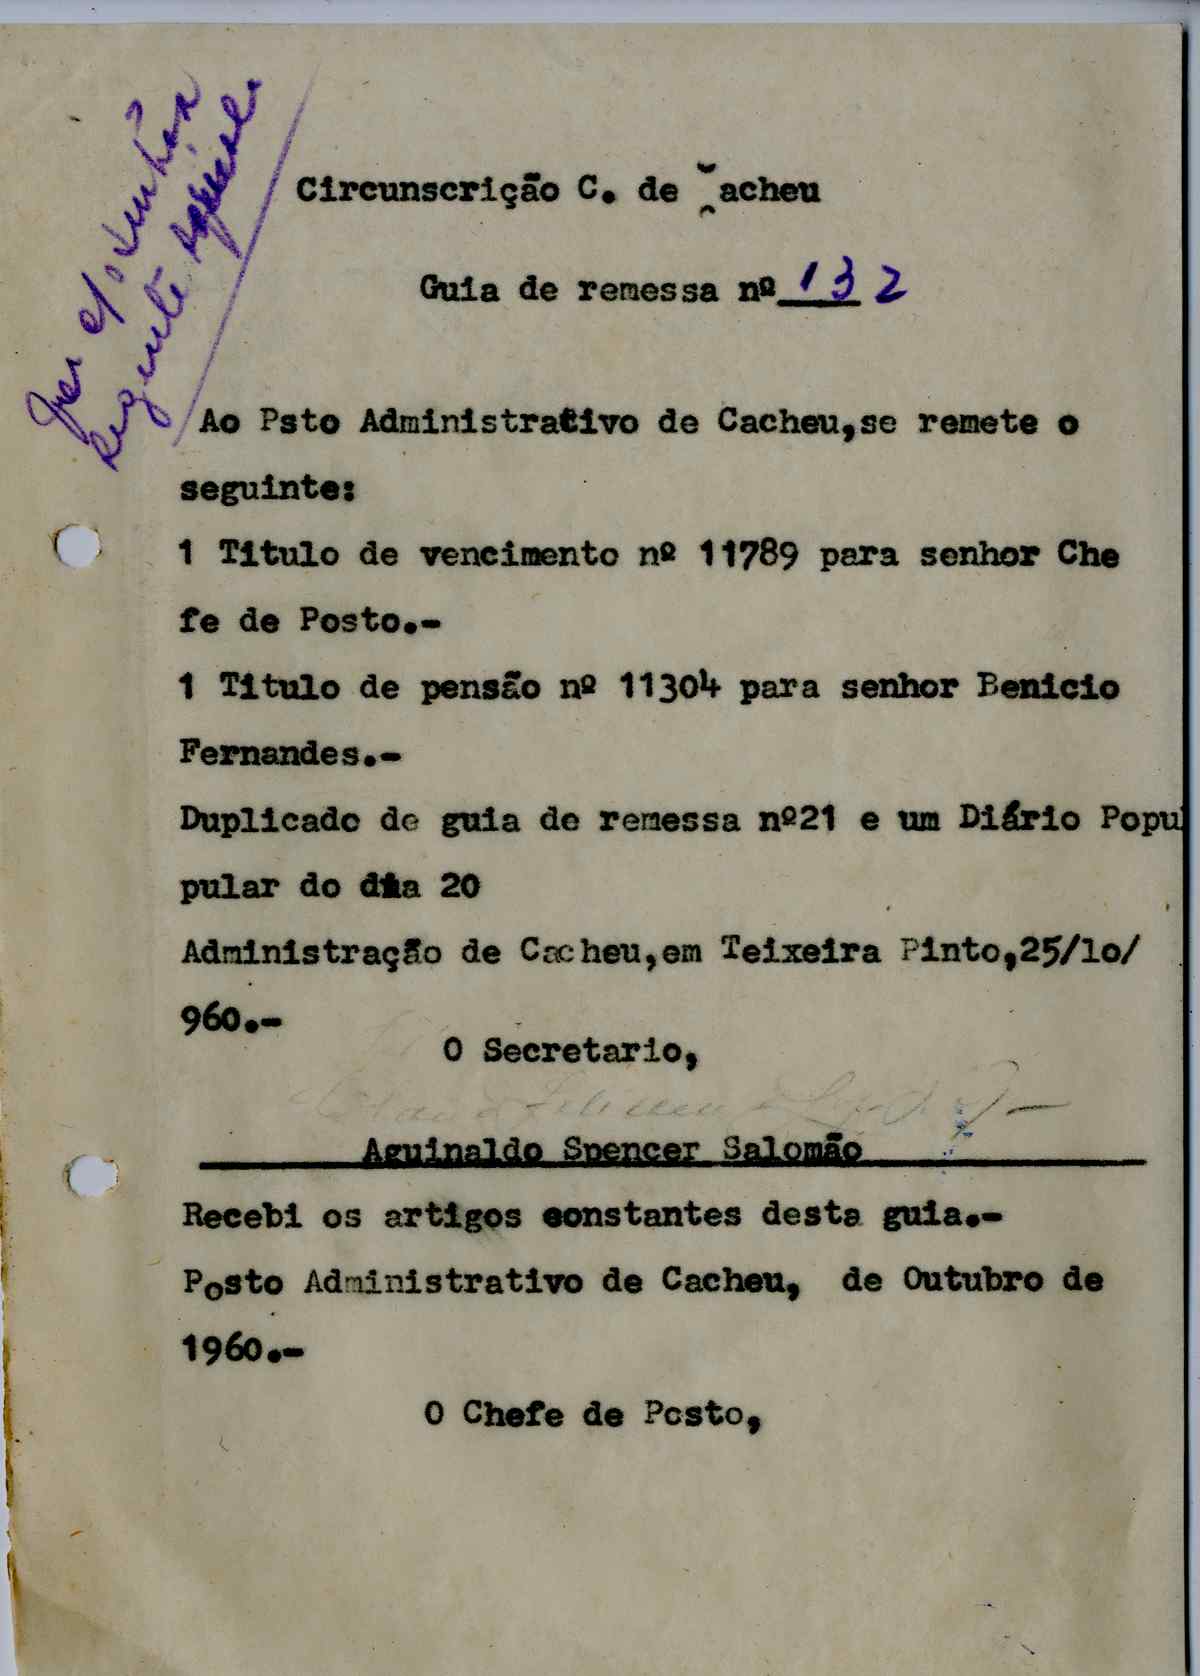 Circunscrição C. de Cacheu
Guia de remessa nº 132
Ao Psto Administrativo de Cacheu,se remete o
seguinte:
1 Titulo de vencimento nº 11789 para senhor Che
fe de Posto.-
1 Titulo de pensão nº 11304 para senhor Benicio
Fernandes.-
Duplicado de guia de remessa nº21 e um Diário Popu
pular do dia 20
Administração de Cacheu,em Teixeira Pinto,25/lo/
960.-
O Secretario,
Aguinaldo Spencer Salomão
Recebi os artigos constantes desta guia.-
Posto Administrativo de Cacheu, de Outubro de
1960.-
O Chefe de Posto,